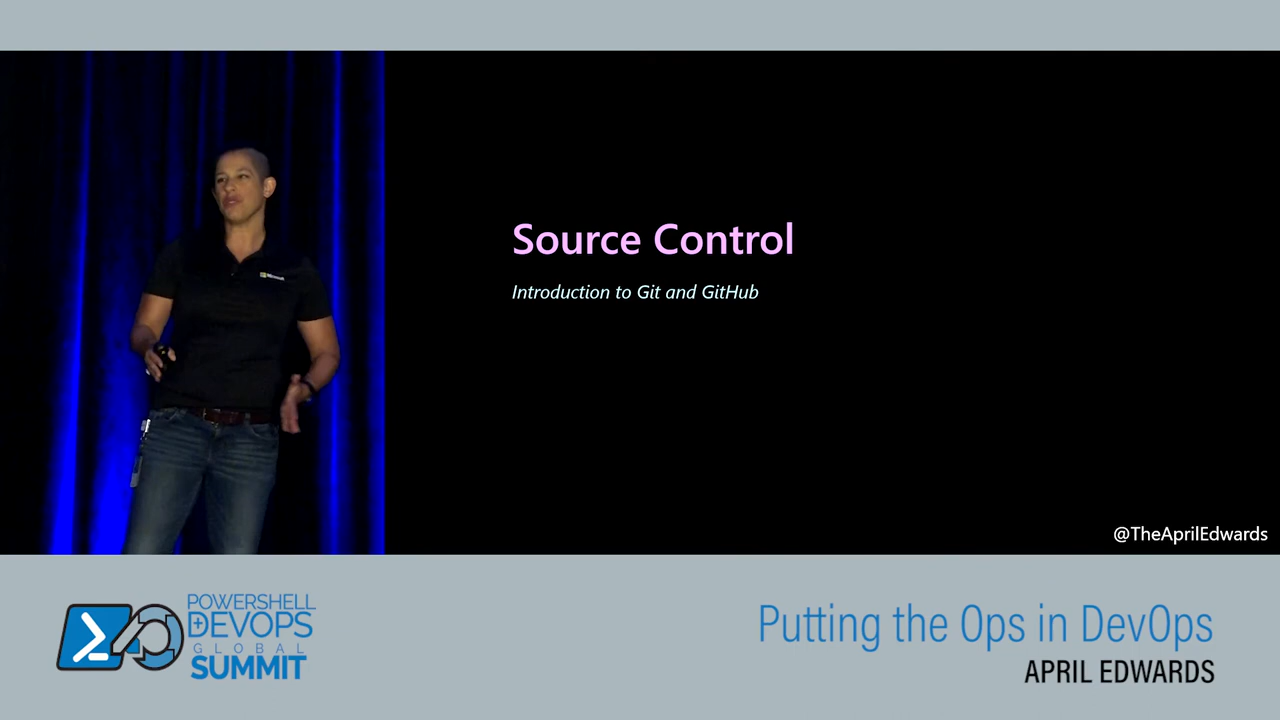 Source Control
Introduction to Git and GitHub
@TheAprilEdwards
POWERSHELL
+DEVOPS
GLOBAL
SUMMIT
Putting the Ops in DevOps
APRIL EDWARDS